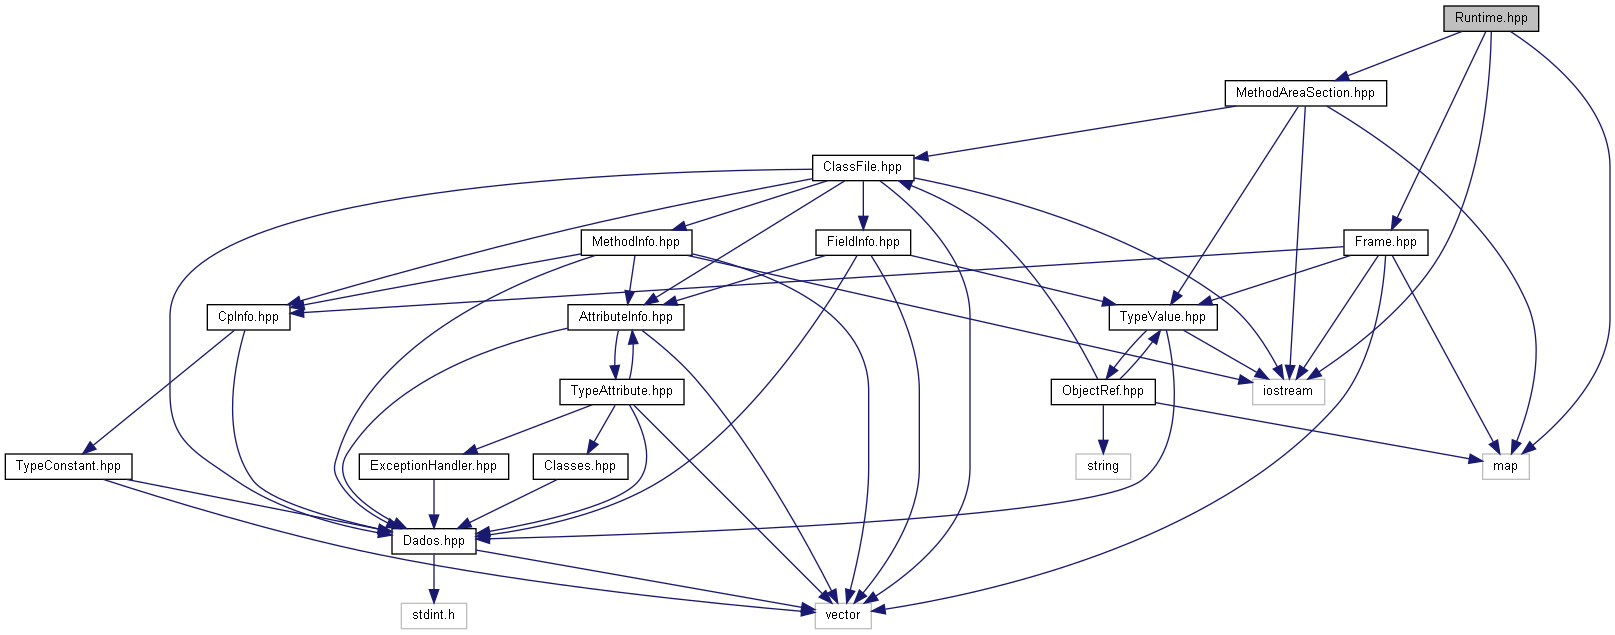 Runtime.hpp
MethodAreaSection.hpp
ClassFile.hpp
MethodInfo.hpp
FieldInfo.hpp
Frame.hpp
CpInfo.hpp
AttributeInfo.hpp
TypeValue.hpp
TypeAttribute.hpp
ObjectRef.hpp
iostream
TypeConstant.hpp
ExceptionHandler.hpp
Classes.hpp
string
map
Dados.hpp
stdint.h
vector